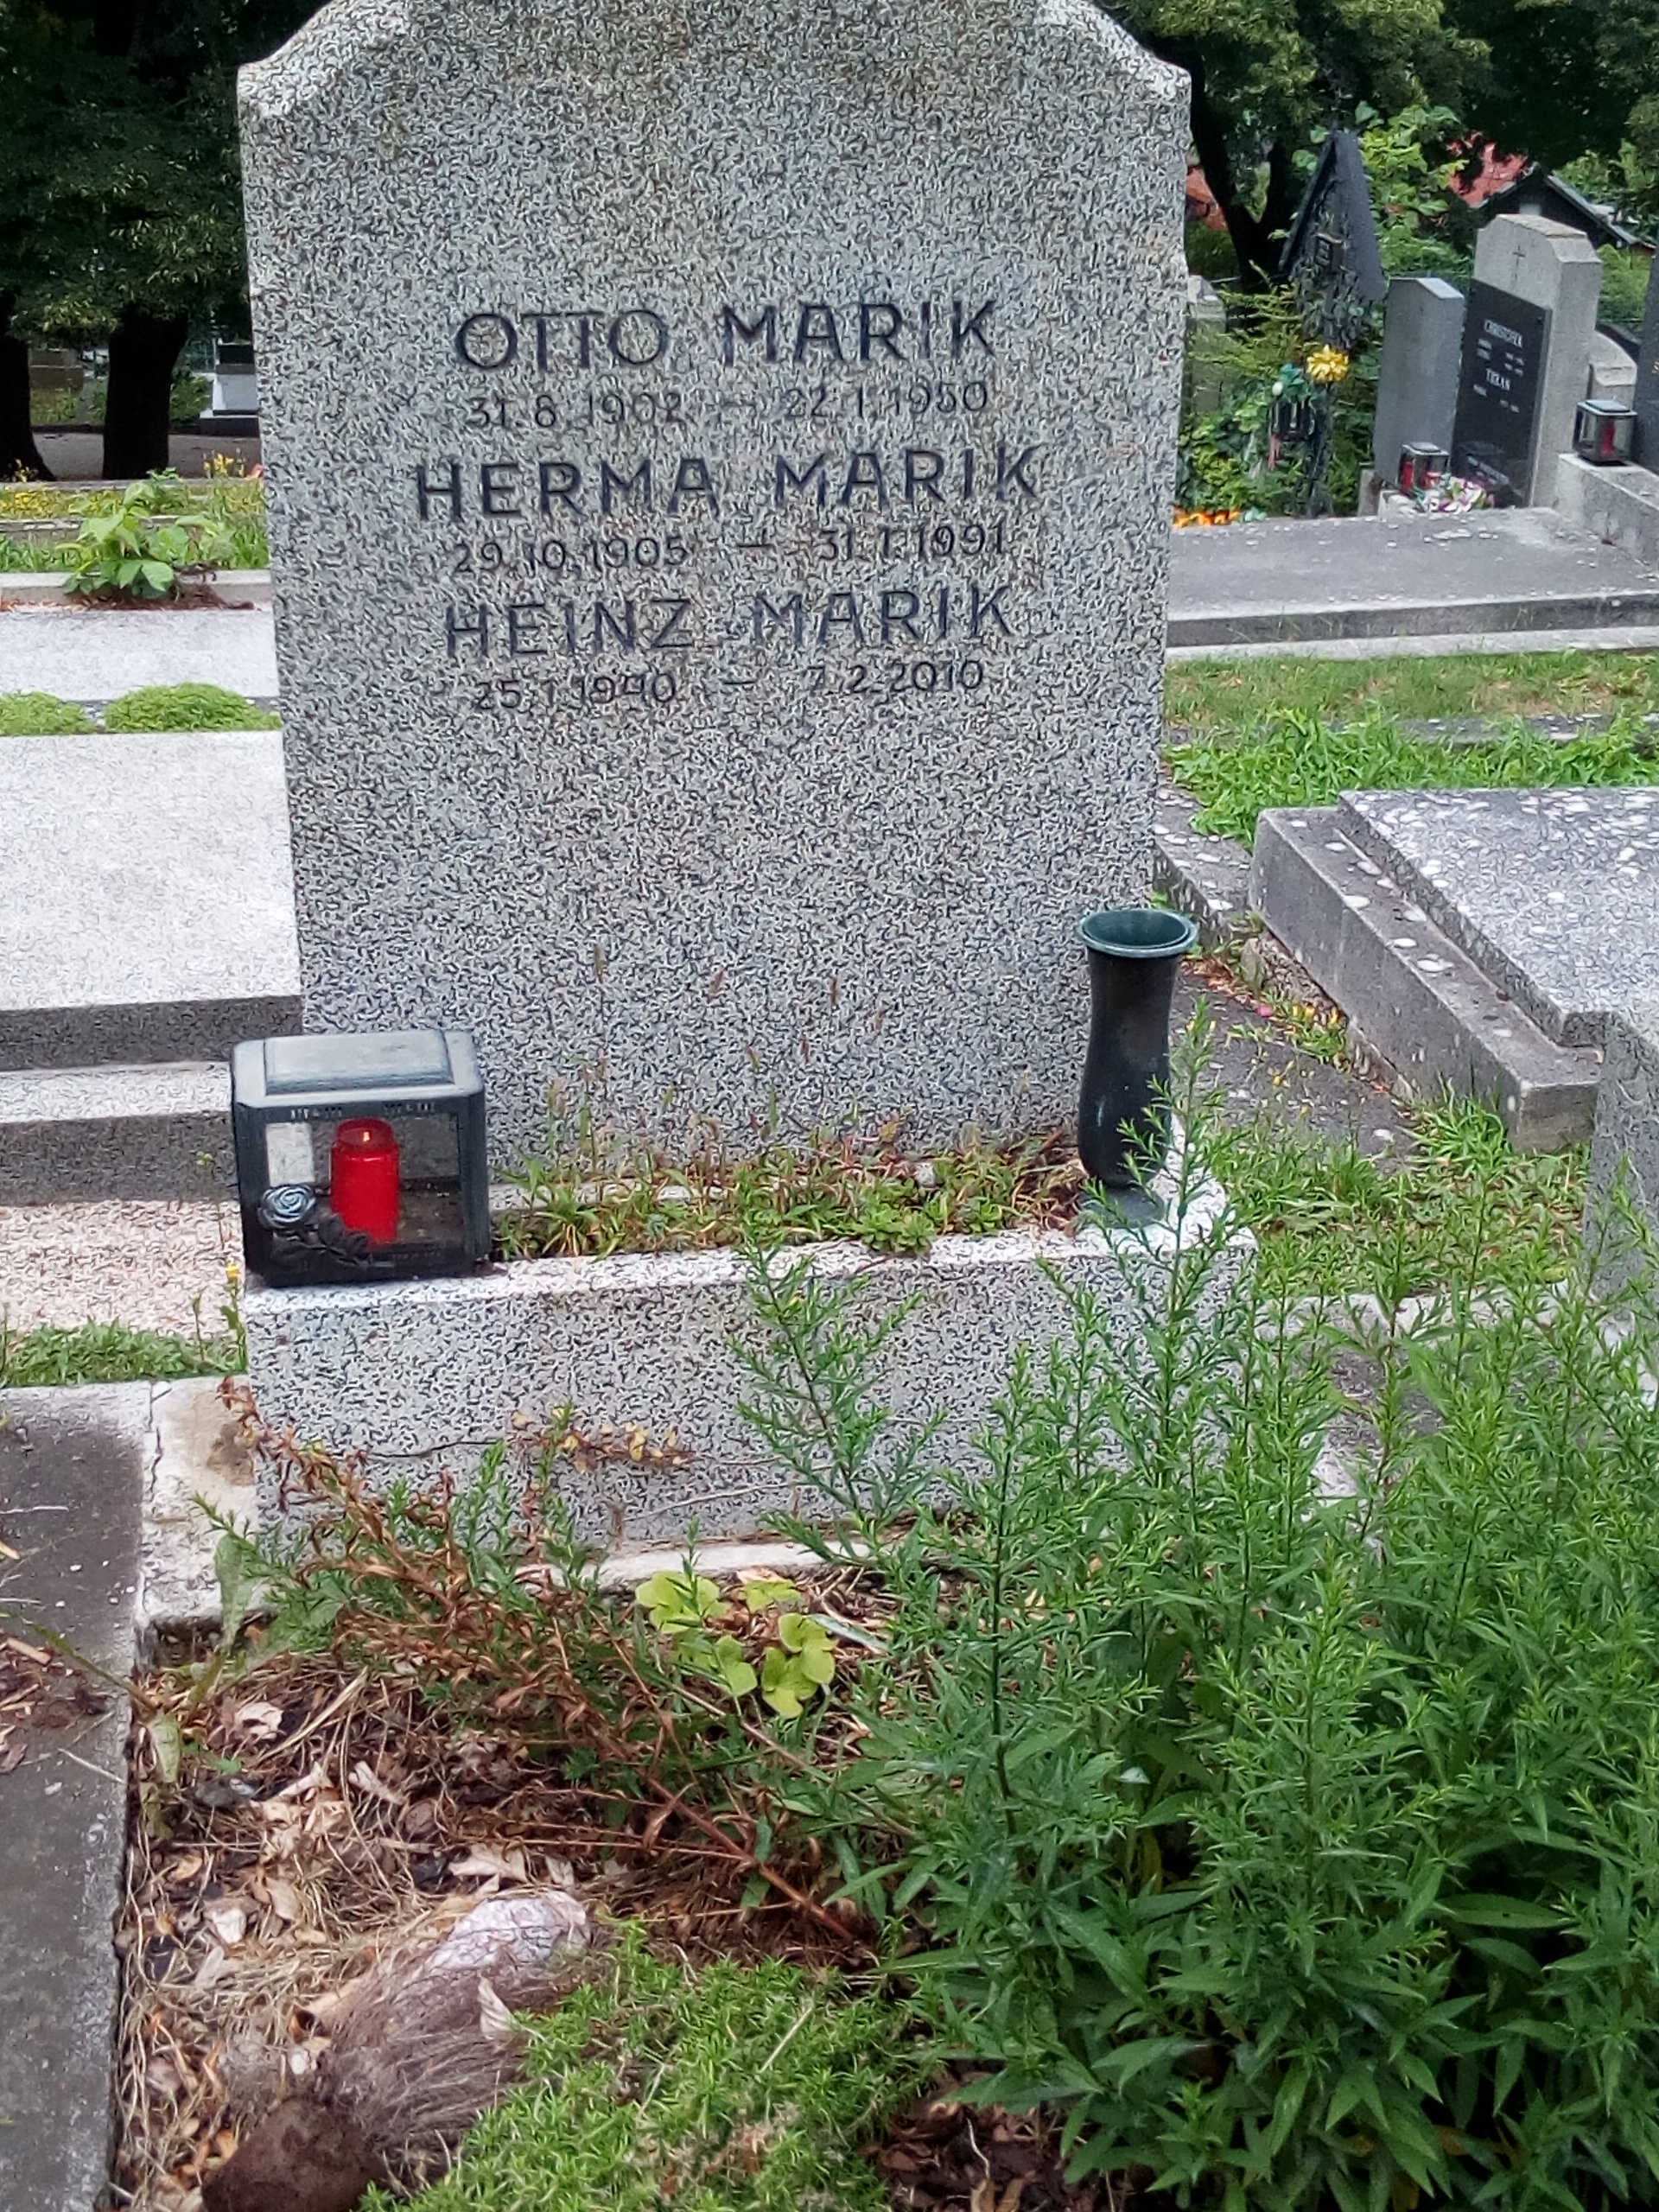 OTTO MARIK
31.8.1902 — 22.1.1950
HERMA MARIK
29.10.1905 — 31.1.1991
HEINZ MARIK
25.1.1940 — 7.2.2010